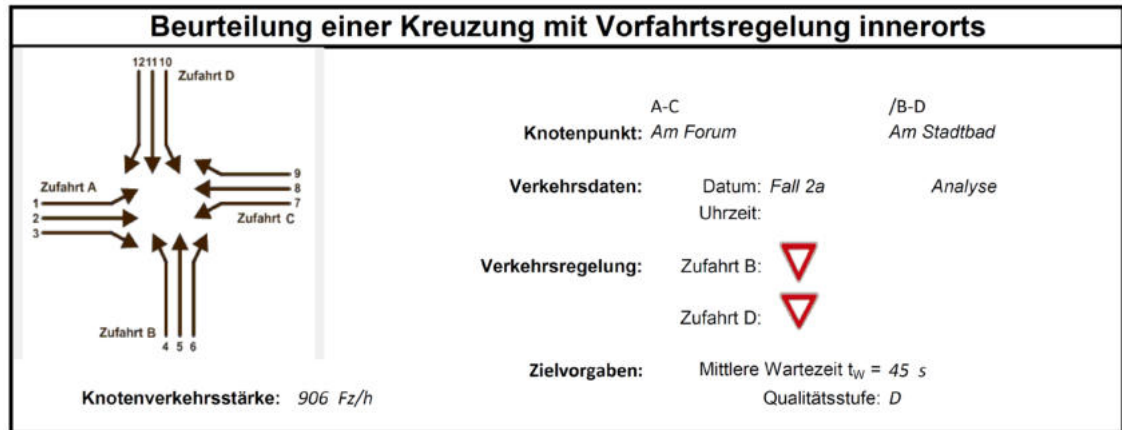 Beurteilung einer Kreuzung mit Vorfahrtsregelung innerorts
121110
Zufahrt D
9
8
7
Zufahrt C
Zufahrt A
1
2
3
Zufahrt B
4 5 6
Knotenverkehrsstärke: 906 Fz/h
A-C /B-D
Knotenpunkt: Am Forum Am Stadtbad
Verkehrsdaten: Datum: Fall 2a Analyse
Uhrzeit:
Verkehrsregelung: Zufahrt B:
Zufahrt D:
Zielvorgaben: Mittlere Wartezeit tW = 45 s
Qualitätsstufe: D